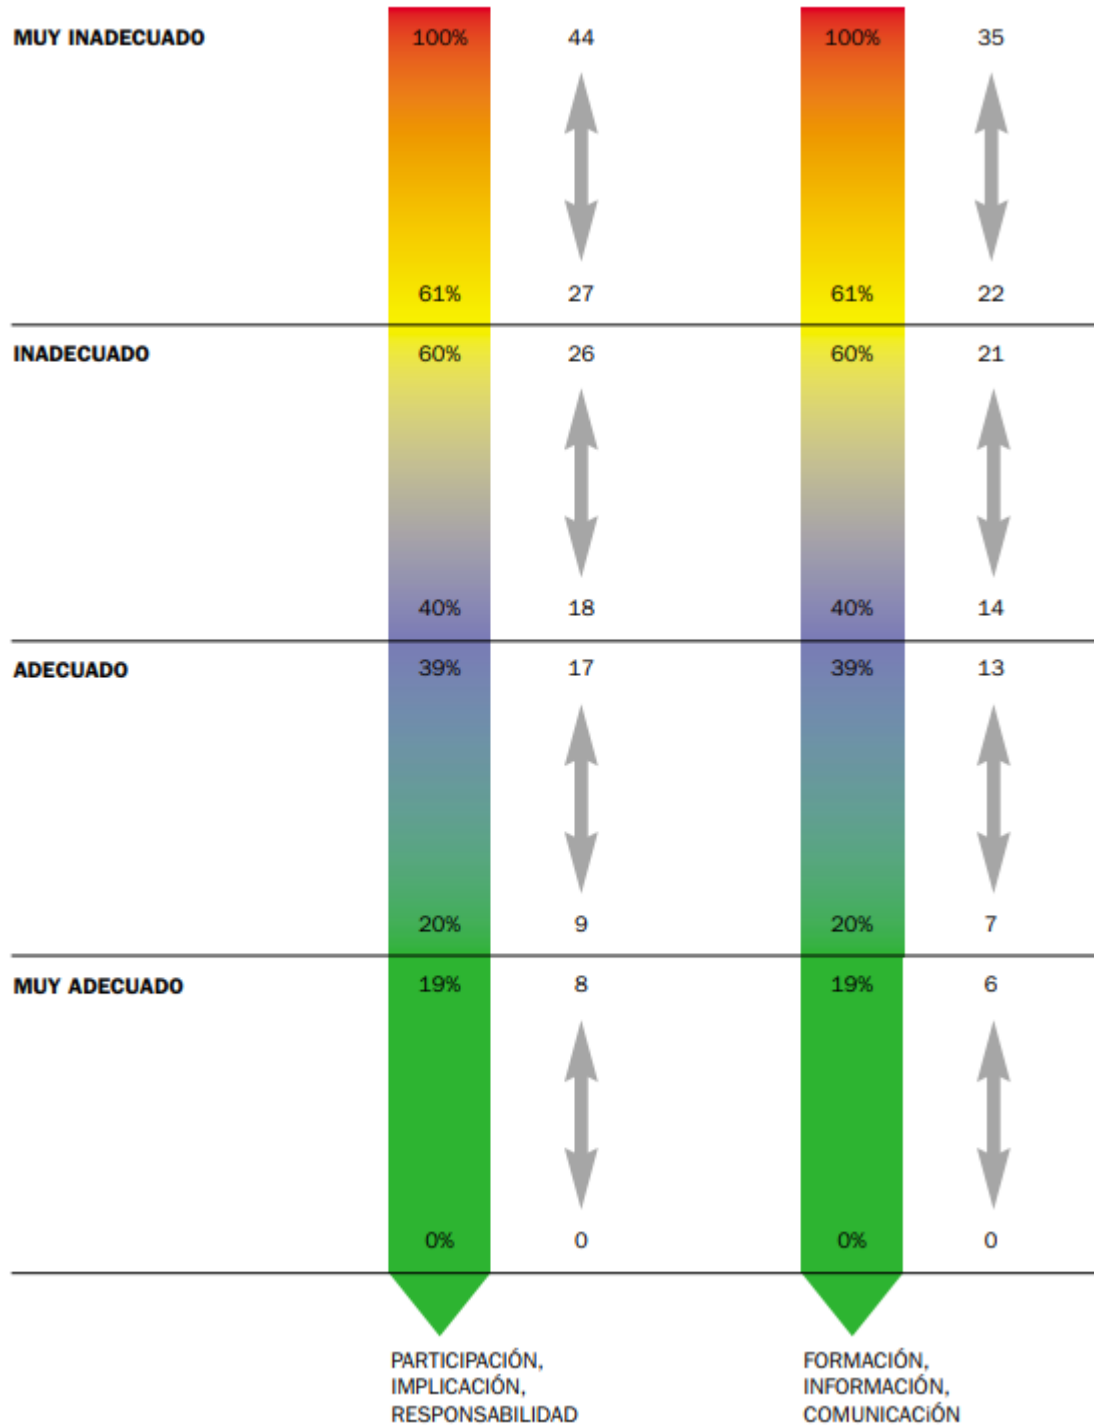 MUY INADECUADO 100% 44 100% 35
61% 27 61% 22
INADECUADO 60% 26 60% 21
40% 18 40% 14
ADECUADO 39% 17 39% 13
20% 9 20% 7
MUY ADECUADO 19% 8 19% 6
0% 0 0% 0
PARTICIPACIÓN,
IMPLICACIÓN,
RESPONSABILIDAD
FORMACIÓN,
INFORMACIÓN,
COMUNICACiÓN